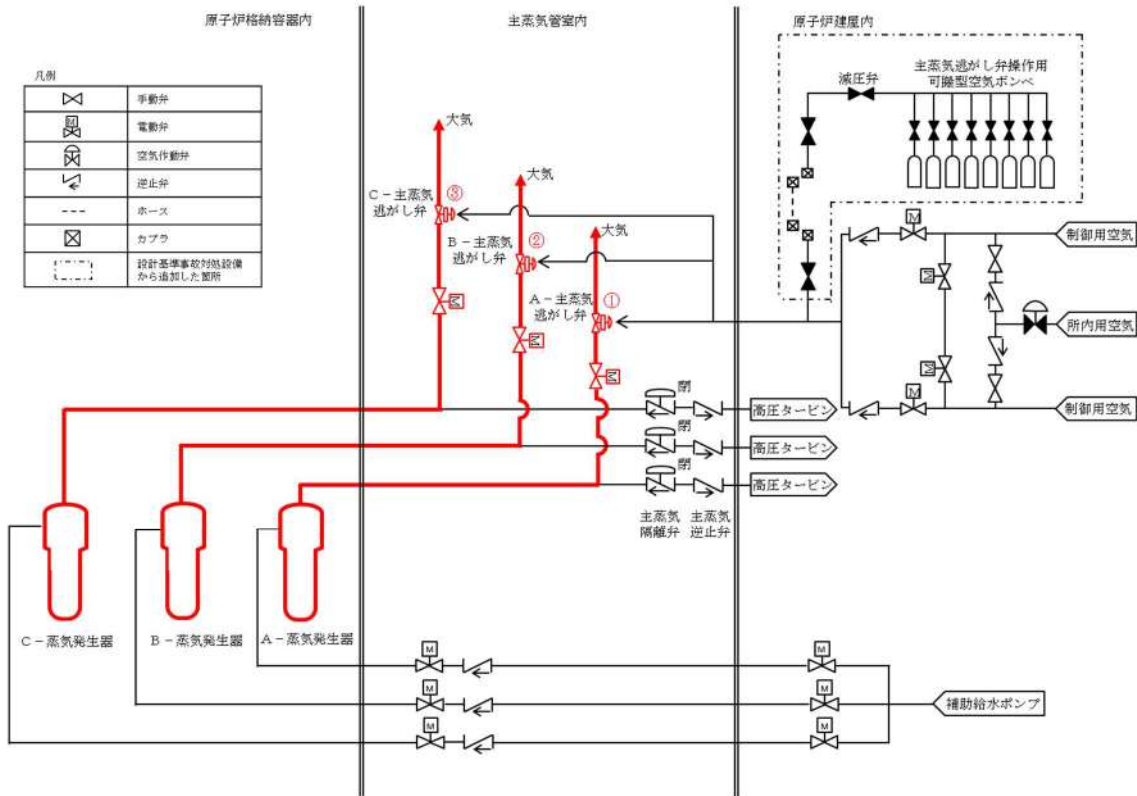 原子炉格納容器内
主蒸気管室内
原子炉建屋内
凡例
手動弁
M
電動弁
空気作動弁
逆止弁
ホース
カプラ
設計基準事故対処設備
から追加した箇所
主蒸気逃がし弁操作用
可搬型空気ボンベ
減圧弁
大気
C－主蒸気
逃がし弁
③
大気
B－主蒸気
逃がし弁
②
大気
A－主蒸気
逃がし弁
①
M
M
M
M
制御用空気
M
所内用空気
M
M
制御用空気
閉
高圧タービン
閉
高圧タービン
閉
高圧タービン
主蒸気
隔離弁
主蒸気
逆止弁
C－蒸気発生器
B－蒸気発生器
A－蒸気発生器
M
M
M
M
補助給水ポンプ
M
M